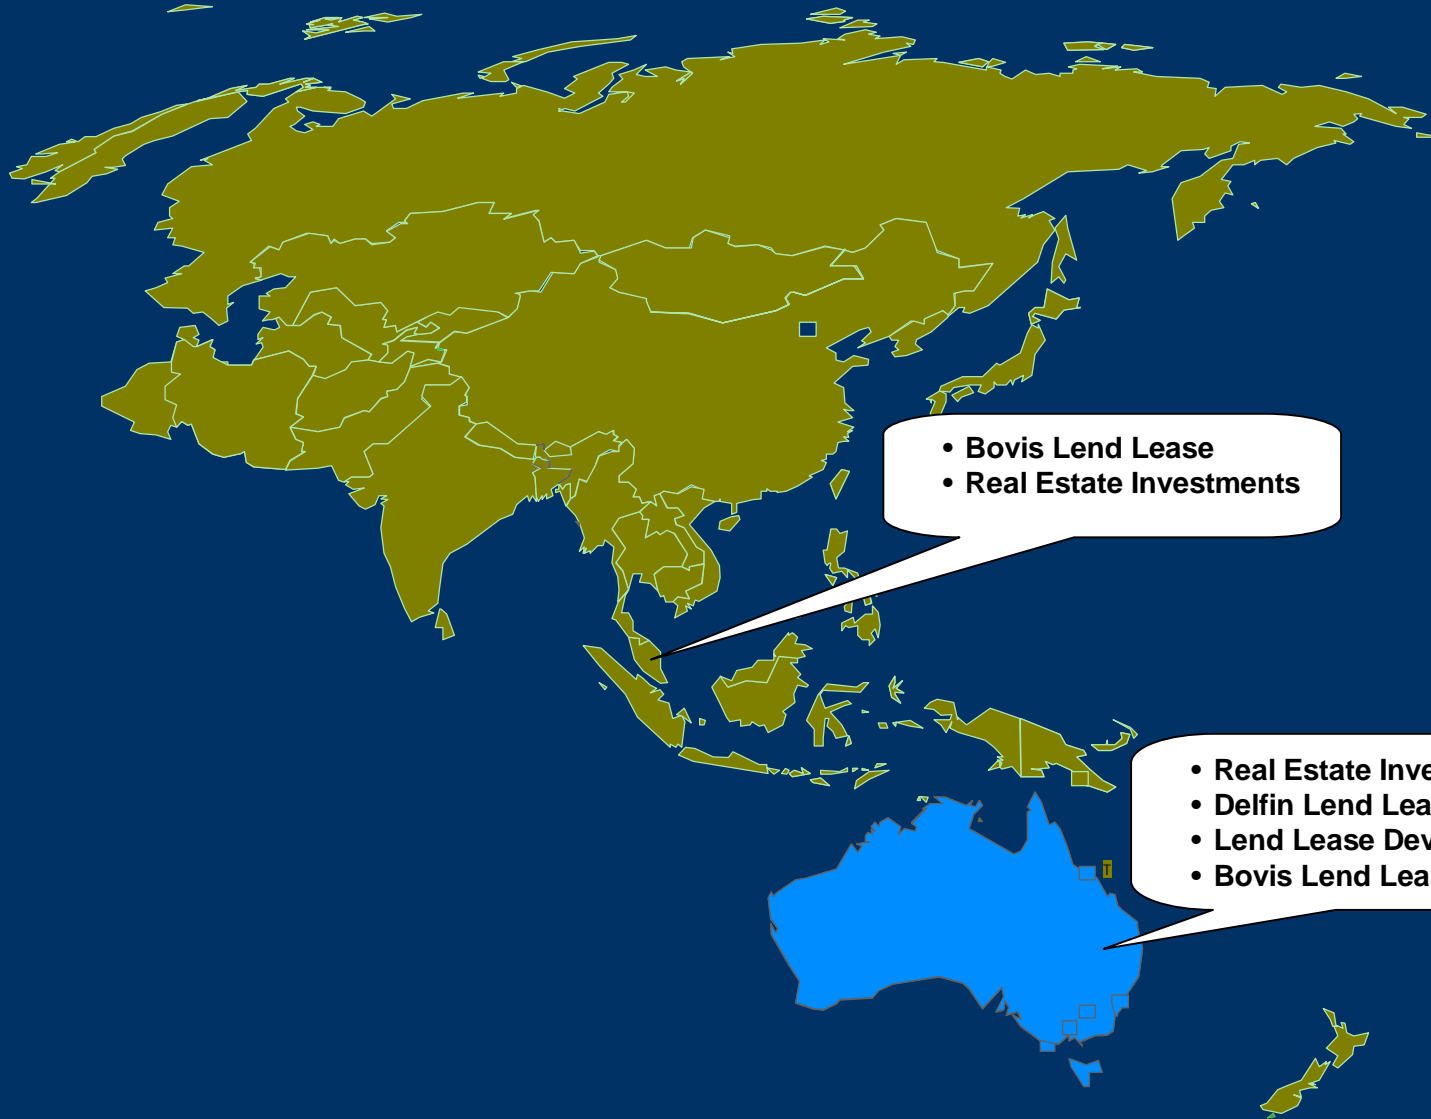 • Bovis Lend Lease
• Real Estate Investments
• Real Estate Inve
• Delfin Lend Lea
• Lend Lease Dev
• Bovis Lend Lea
T